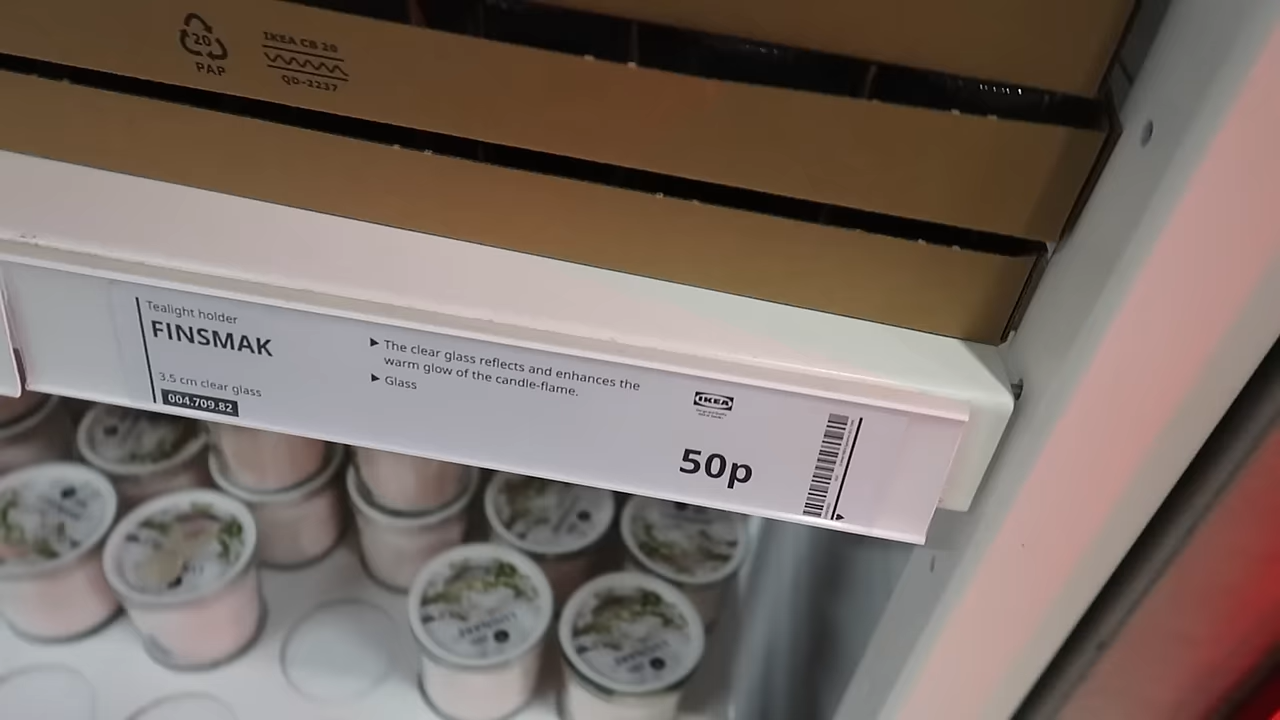 20
PAP
IKEA CB 20
QD-2237
Tealight holder
FINSMAK
3.5 cm clear glass
004.709.82
▶ The clear glass reflects and enhances the
warm glow of the candle-flame.
▶ Glass
IKEA
50p